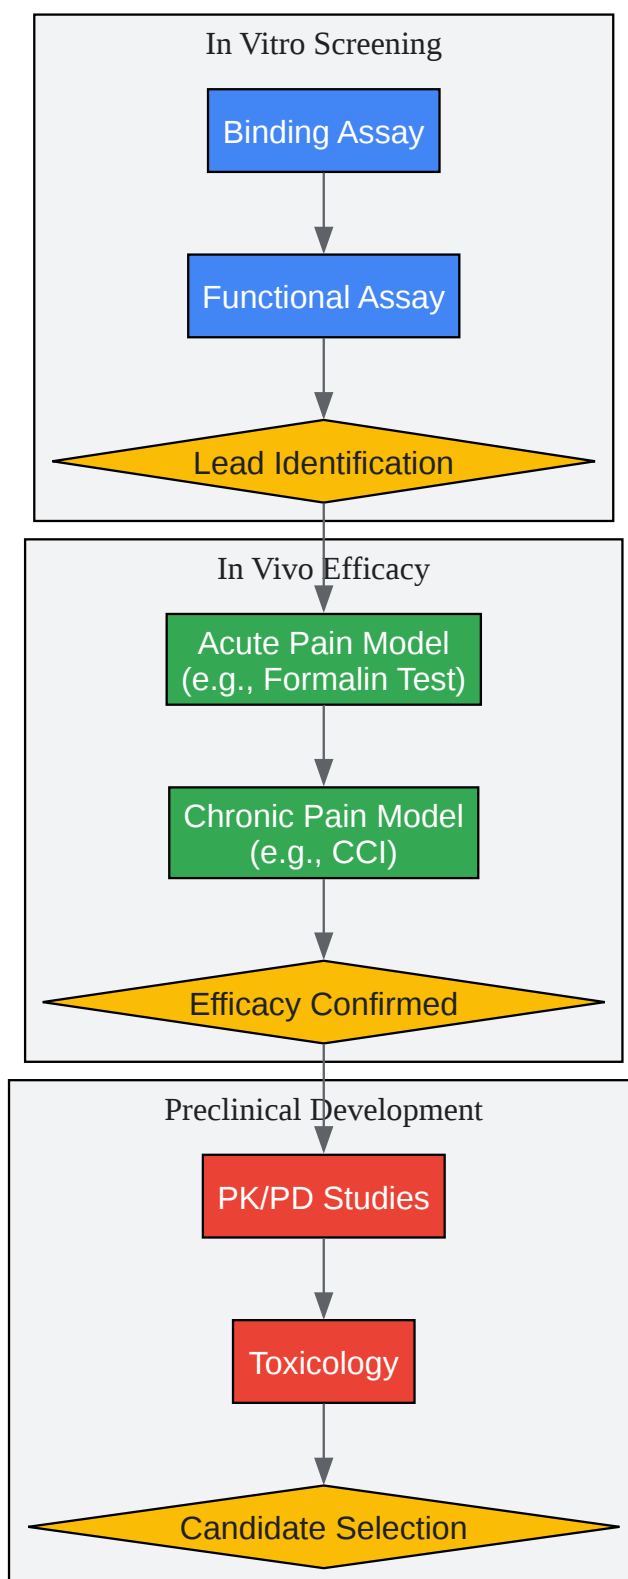 In Vitro Screening
Binding Assay
Functional Assay
Lead Identification
In Vivo Efficacy
Acute Pain Model
(e.g., Formalin Test)
Chronic Pain Model
(e.g., CCI)
Efficacy Confirmed
Preclinical Development
PK/PD Studies
Toxicology
Candidate Selection